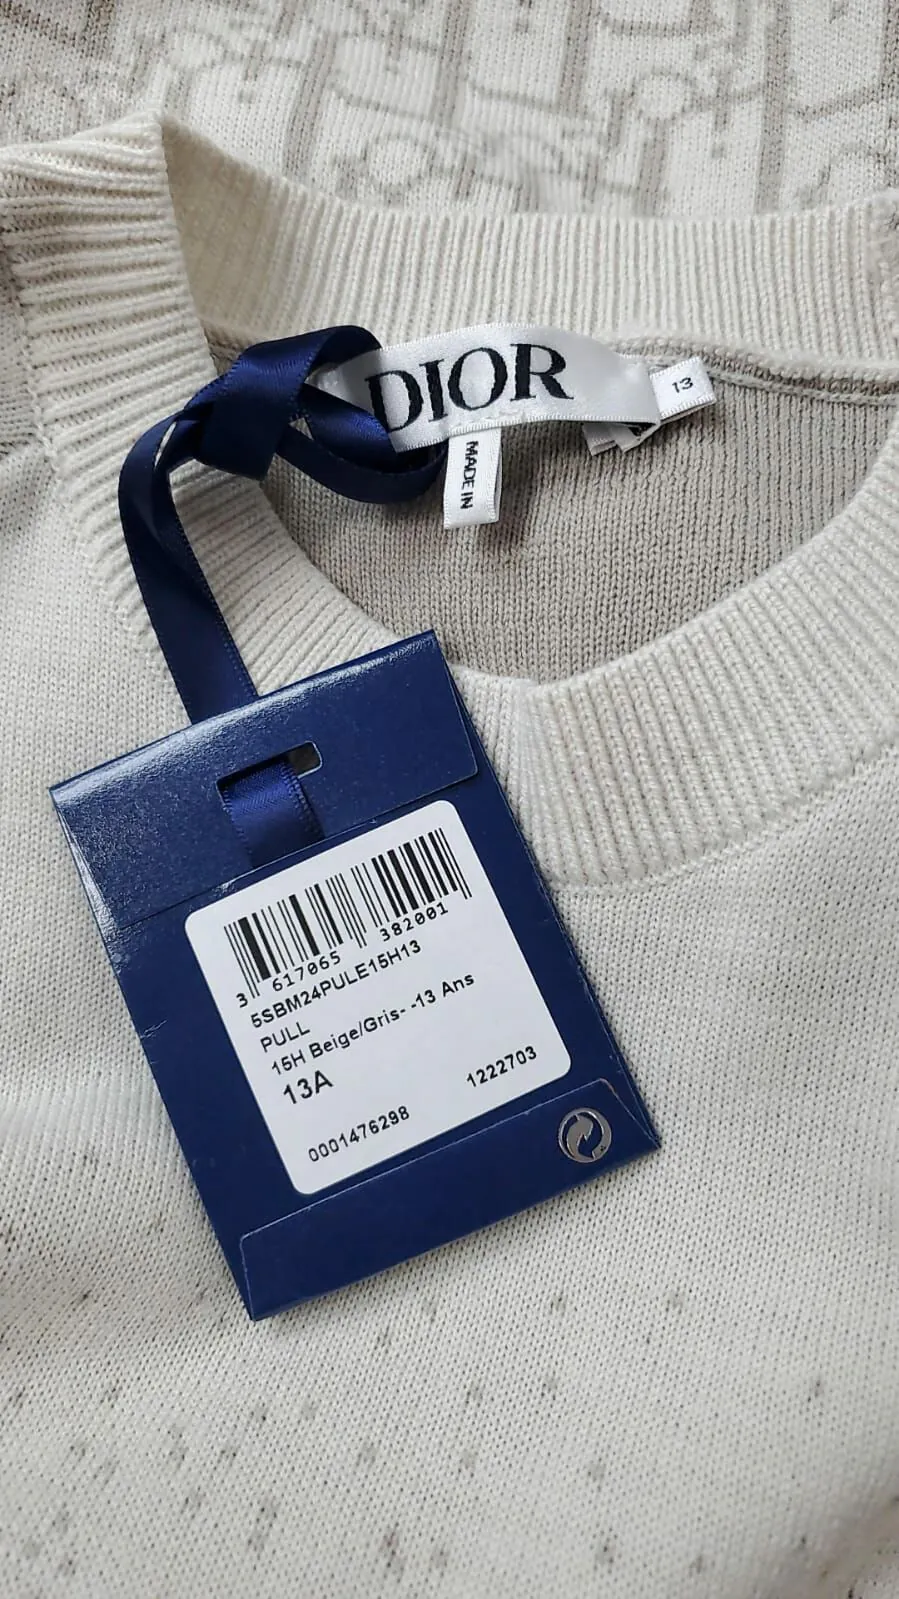 DIOR
13
MADE IN
3 617065 382001
5SBM24PULE15H13
PULL
15H Beige/Gris- -13 Ans
13A
0001476298 1222703